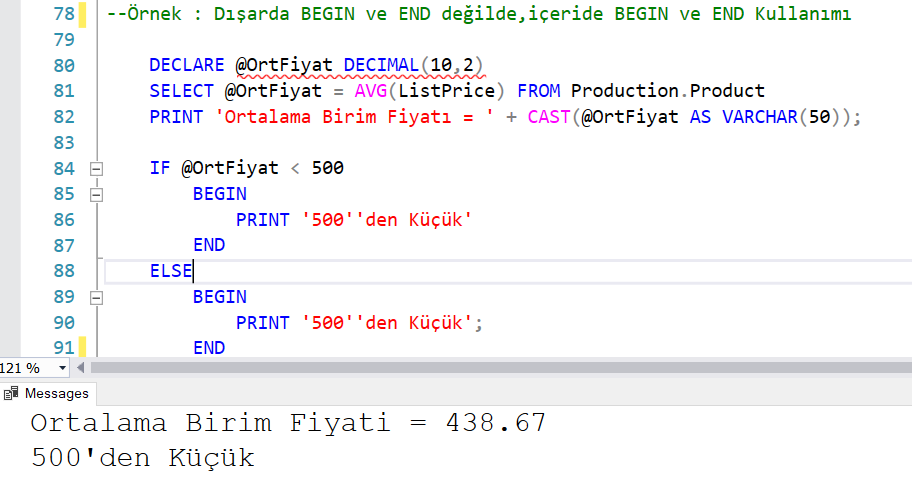 78 --Örnek : Dışarda BEGIN ve END değilde,içeride BEGIN ve END Kullanımı
79
80 DECLARE @OrtFiyat DECIMAL(10,2)
81 SELECT @OrtFiyat = AVG(ListPrice) FROM Production.Product
82 PRINT 'Ortalama Birim Fiyatı = ' + CAST(@OrtFiyat AS VARCHAR(50));
83
84 IF @OrtFiyat < 500
85 BEGIN
86 PRINT '500''den Küçük'
87 END
88 ELSE
89 BEGIN
90 PRINT '500''den Küçük';
91 END
121 %
Messages
Ortalama Birim Fiyati = 438.67
500'den Küçük